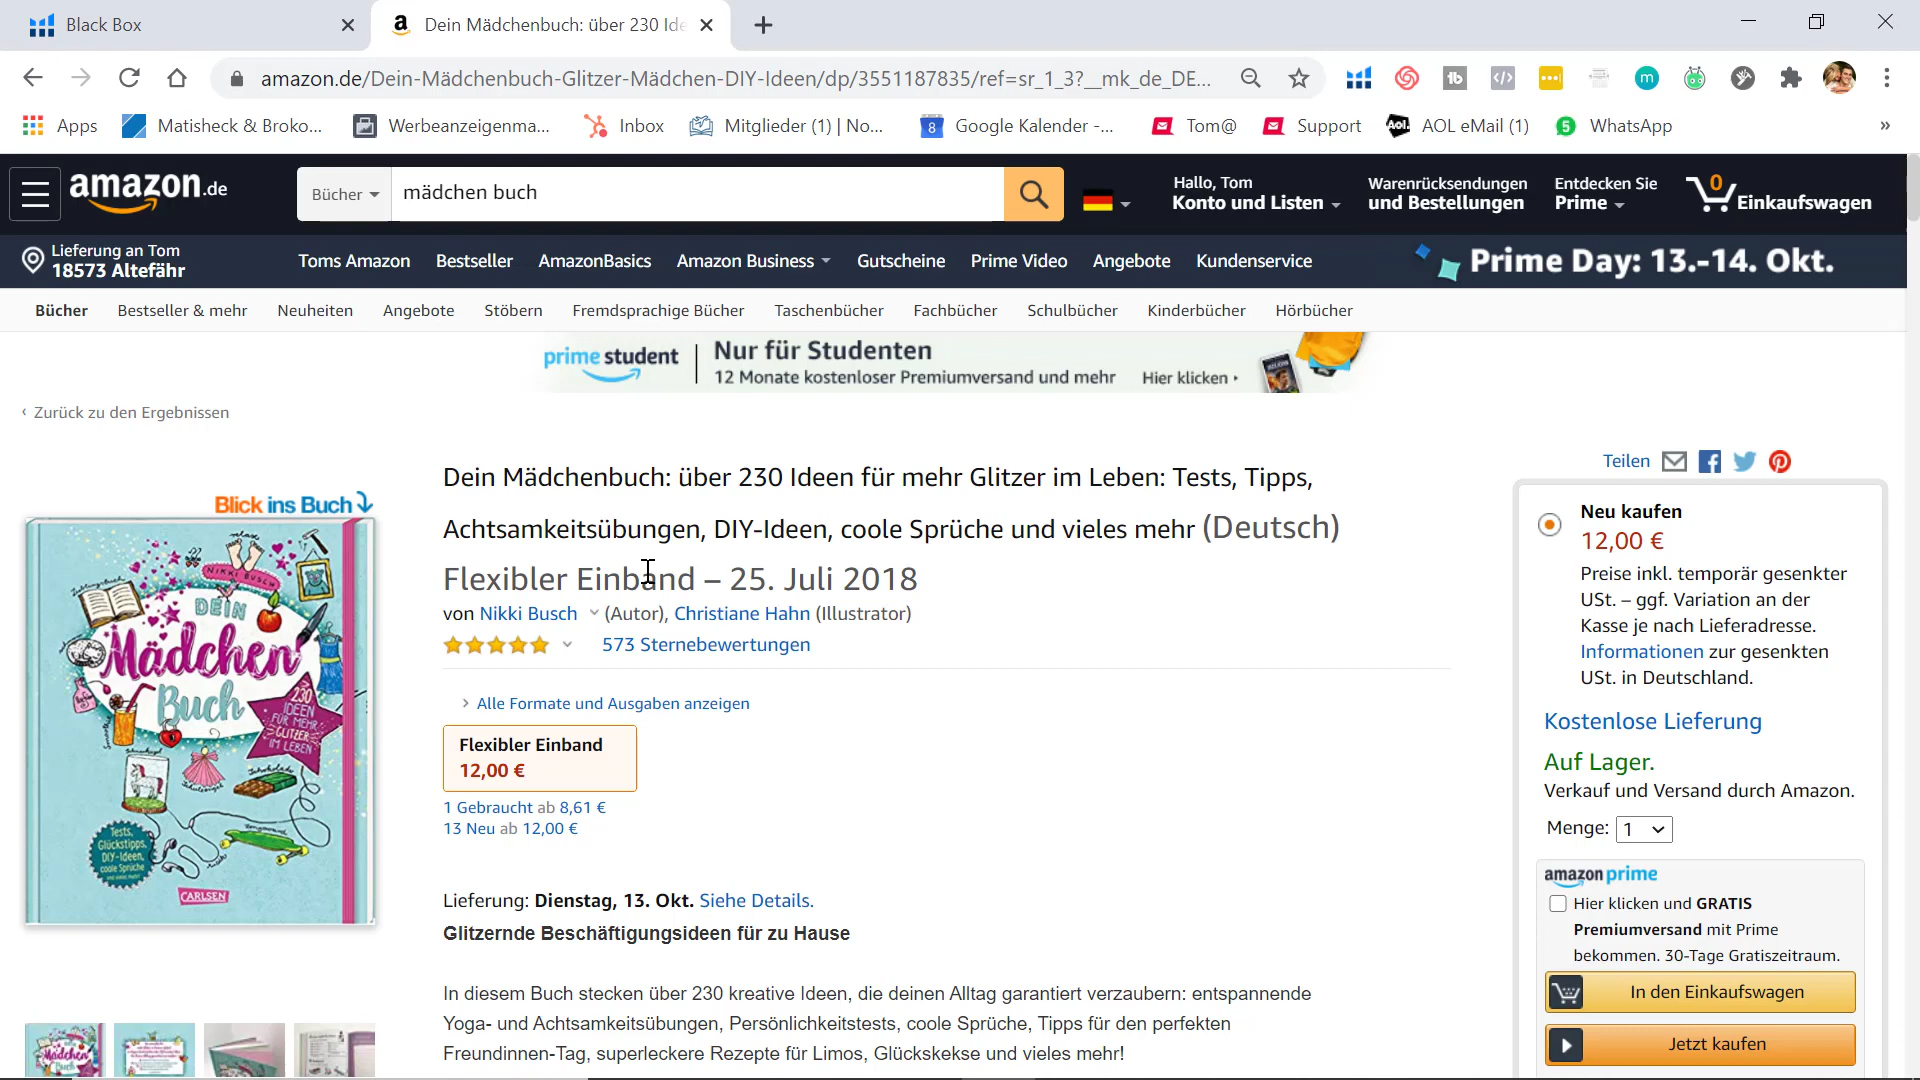 Black Box
Dein Mädchenbuch: über 230 Ide
amazon.de/Dein-Mädchenbuch-Glitzer-Mädchen-DIY-Ideen/dp/3551187835/ref=sr_1_3?__mk_de_DE...
Apps
Matisheck & Broko...
Werbeanzeigenma...
Inbox
Mitglieder (1) | No...
Google Kalender -...
Tom@
Support
AOL eMail (1)
WhatsApp
amazon.de
Bücher
mädchen buch
Hallo, Tom
Konto und Listen
Warenrücksendungen
und Bestellungen
Entdecken Sie
Prime
0
Einkaufswagen
Lieferung an Tom
18573 Altefähr
Toms Amazon
Bestseller
AmazonBasics
Amazon Business
Gutscheine
Prime Video
Angebote
Kundenservice
Prime Day: 13.-14. Okt.
Bücher
Bestseller & mehr
Neuheiten
Angebote
Stöbern
Fremdsprachige Bücher
Taschenbücher
Fachbücher
Schulbücher
Kinderbücher
Hörbücher
prime student
Nur für Studenten
12 Monate kostenloser Premiumversand und mehr
Hier klicken
‹ Zurück zu den Ergebnissen
Blick ins Buch
NIKKI BUSCH
DEIN
Mädchen
Buch
230
IDEEN
FÜR MEHR
GLITZER
IM LEBEN
Tests,
Glückstipps,
DIY-Ideen,
coole Sprüche
CARLSEN
Dein Mädchenbuch: über 230 Ideen für mehr Glitzer im Leben: Tests, Tipps,
Achtsamkeitsübungen, DIY-Ideen, coole Sprüche und vieles mehr (Deutsch)
Flexibler Einband – 25. Juli 2018
von Nikki Busch (Autor), Christiane Hahn (Illustrator)
573 Sternebewertungen
› Alle Formate und Ausgaben anzeigen
Flexibler Einband
12,00 €
1 Gebraucht ab 8,61 €
13 Neu ab 12,00 €
Lieferung: Dienstag, 13. Okt. Siehe Details.
Glitzernde Beschäftigungsideen für zu Hause
In diesem Buch stecken über 230 kreative Ideen, die deinen Alltag garantiert verzaubern: entspannende
Yoga- und Achtsamkeitsübungen, Persönlichkeitstests, coole Sprüche, Tipps für den perfekten
Freundinnen-Tag, superleckere Rezepte für Limos, Glückskekse und vieles mehr!
Teilen
Neu kaufen
12,00 €
Preise inkl. temporär gesenkter
USt. – ggf. Variation an der
Kasse je nach Lieferadresse.
Informationen zur gesenkten
USt. in Deutschland.
Kostenlose Lieferung
Auf Lager.
Verkauf und Versand durch Amazon.
Menge: 1
amazon prime
Hier klicken und GRATIS
Premiumversand mit Prime
bekommen. 30-Tage Gratiszeitraum.
In den Einkaufswagen
Jetzt kaufen